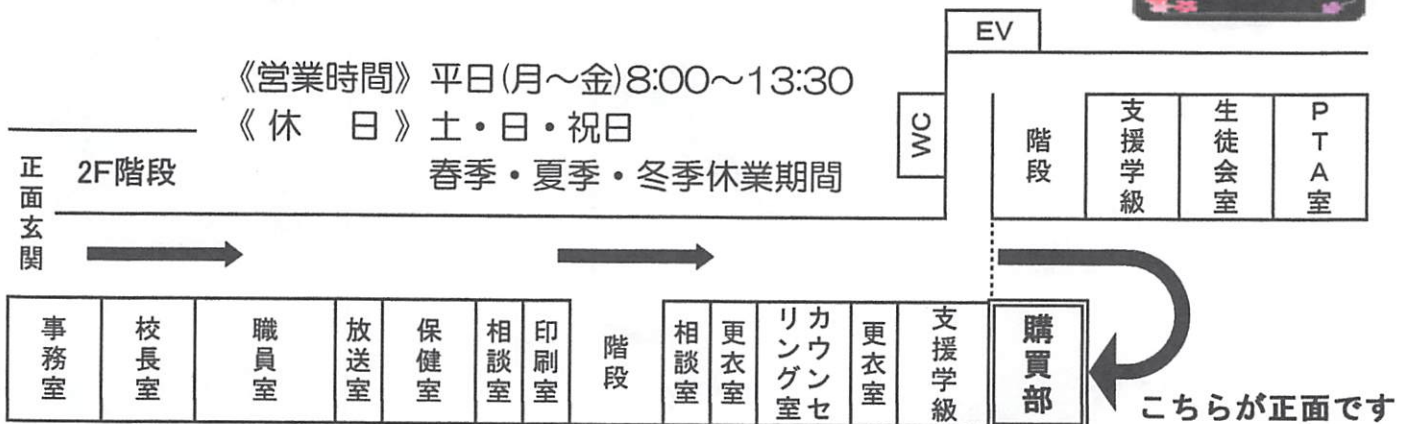 EV
《営業時間》平日(月～金)8:00～13:30
《休　日》土・日・祝日
春季・夏季・冬季休業期間
WC
階段
支援学級
生徒会室
PTA室
正面玄関
2F階段
事務室
校長室
職員室
放送室
保健室
相談室
印刷室
階段
相談室
更衣室
カウンセリング室
更衣室
支援学級
購買部
こちらが正面です